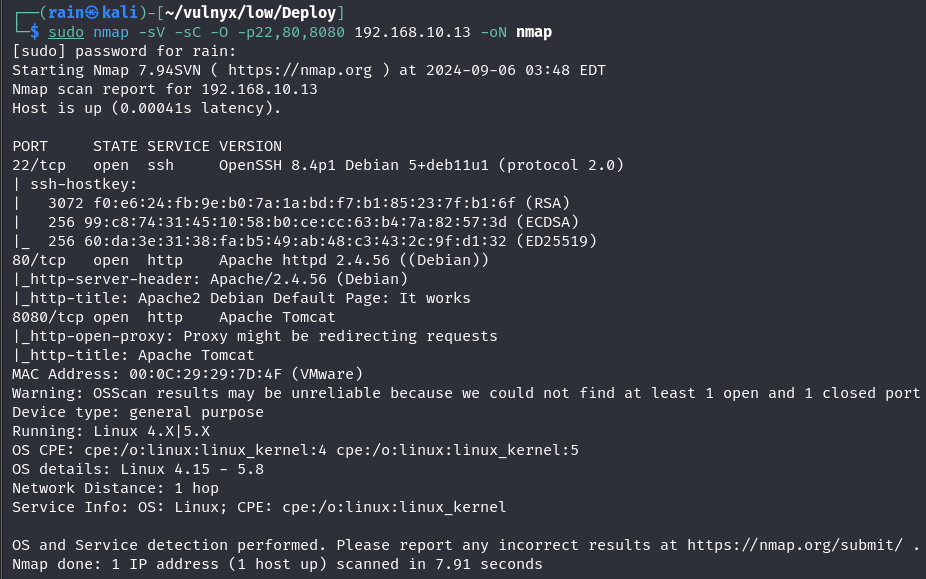 ┌──(rain㉿kali)-[~/vulnyx/low/Deploy]
└─$ sudo nmap -sV -sC -O -p22,80,8080 192.168.10.13 -oN nmap
[sudo] password for rain:
Starting Nmap 7.94SVN ( https://nmap.org ) at 2024-09-06 03:48 EDT
Nmap scan report for 192.168.10.13
Host is up (0.00041s latency).

PORT     STATE SERVICE VERSION
22/tcp   open  ssh     OpenSSH 8.4p1 Debian 5+deb11u1 (protocol 2.0)
| ssh-hostkey:
|   3072 f0:e6:24:fb:9e:b0:7a:1a:bd:f7:b1:85:23:7f:b1:6f (RSA)
|   256 99:c8:74:31:45:10:58:b0:ce:cc:63:b4:7a:82:57:3d (ECDSA)
|_  256 60:da:3e:31:38:fa:b5:49:ab:48:c3:43:2c:9f:d1:32 (ED25519)
80/tcp   open  http    Apache httpd 2.4.56 ((Debian))
|_http-server-header: Apache/2.4.56 (Debian)
|_http-title: Apache2 Debian Default Page: It works
8080/tcp open  http    Apache Tomcat
|_http-open-proxy: Proxy might be redirecting requests
|_http-title: Apache Tomcat
MAC Address: 00:0C:29:29:7D:4F (VMware)
Warning: OSScan results may be unreliable because we could not find at least 1 open and 1 closed port
Device type: general purpose
Running: Linux 4.X|5.X
OS CPE: cpe:/o:linux:linux_kernel:4 cpe:/o:linux:linux_kernel:5
OS details: Linux 4.15 - 5.8
Network Distance: 1 hop
Service Info: OS: Linux; CPE: cpe:/o:linux:linux_kernel

OS and Service detection performed. Please report any incorrect results at https://nmap.org/submit/ .
Nmap done: 1 IP address (1 host up) scanned in 7.91 seconds